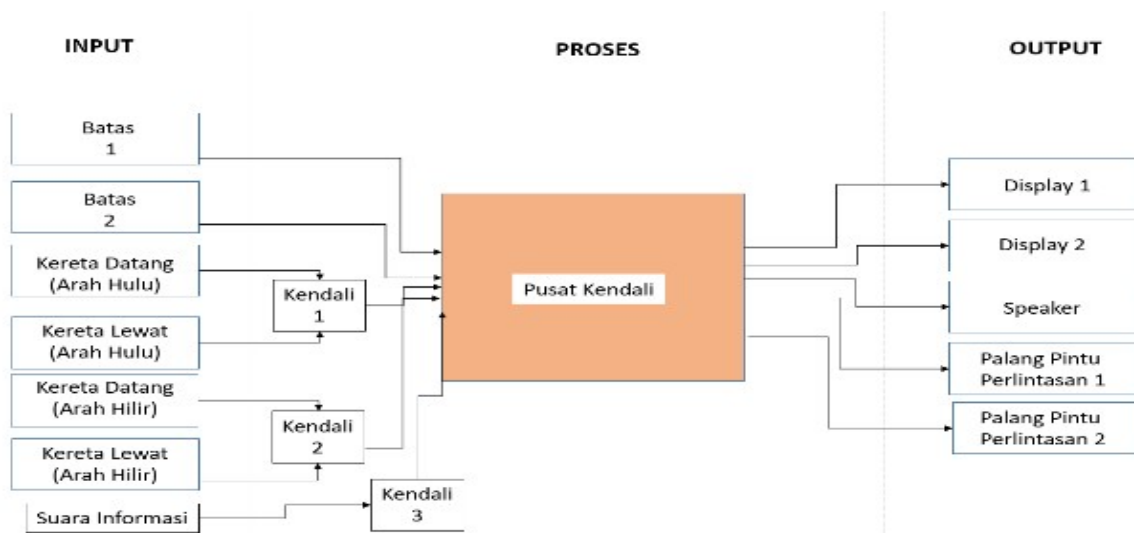 INPUT
PROSES
OUTPUT
Batas
1
Batas
2
Kereta Datang
(Arah Hulu)
Kereta Lewat
(Arah Hulu)
Kereta Datang
(Arah Hilir)
Kereta Lewat
(Arah Hilir)
Suara Informasi
Kendali
1
Kendali
2
Kendali
3
Pusat Kendali
Display 1
Display 2
Speaker
Palang Pintu
Perlintasan 1
Palang Pintu
Perlintasan 2